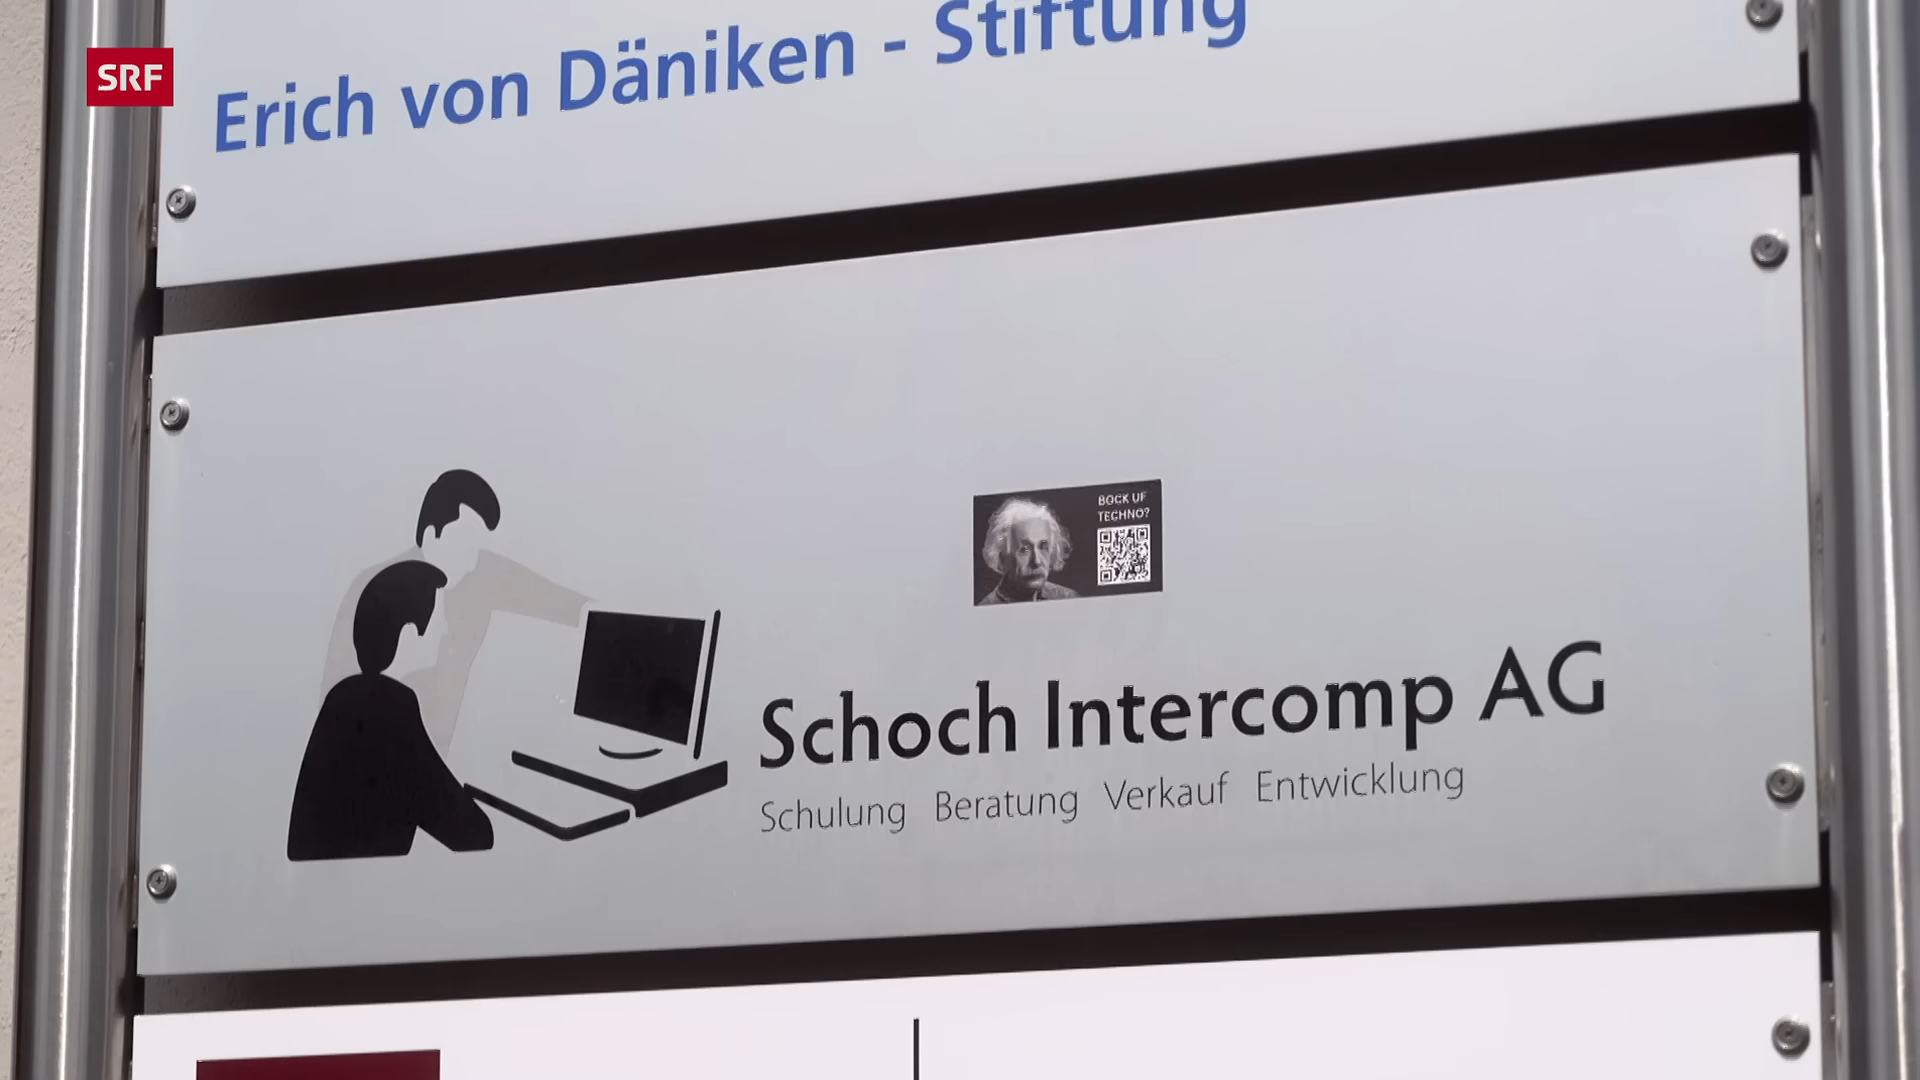 SRF
Erich von Däniken - Stiftung
BOCK UF
TECHNO?
Schoch Intercomp AG
Schulung Beratung Verkauf Entwicklung